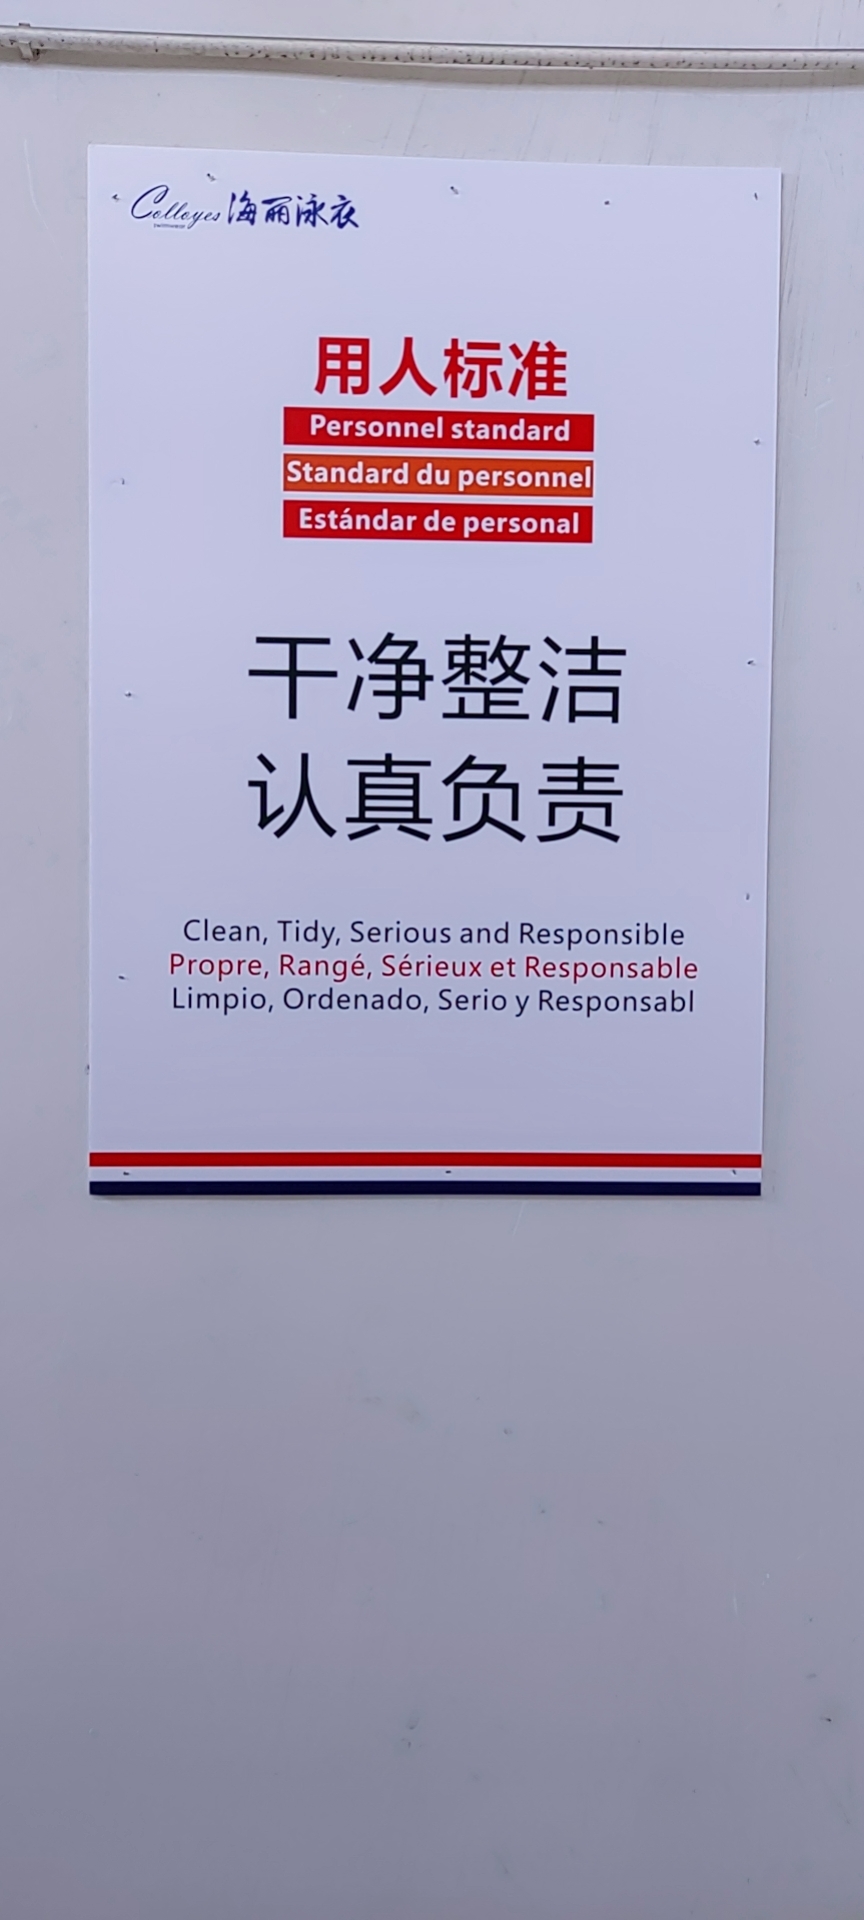 Colloyes 海丽泳衣
swimwear
用人标准
Personnel standard
Standard du personnel
Estándar de personal
干净整洁
认真负责
Clean, Tidy, Serious and Responsible
Propre, Rangé, Sérieux et Responsable
Limpio, Ordenado, Serio y Responsabl